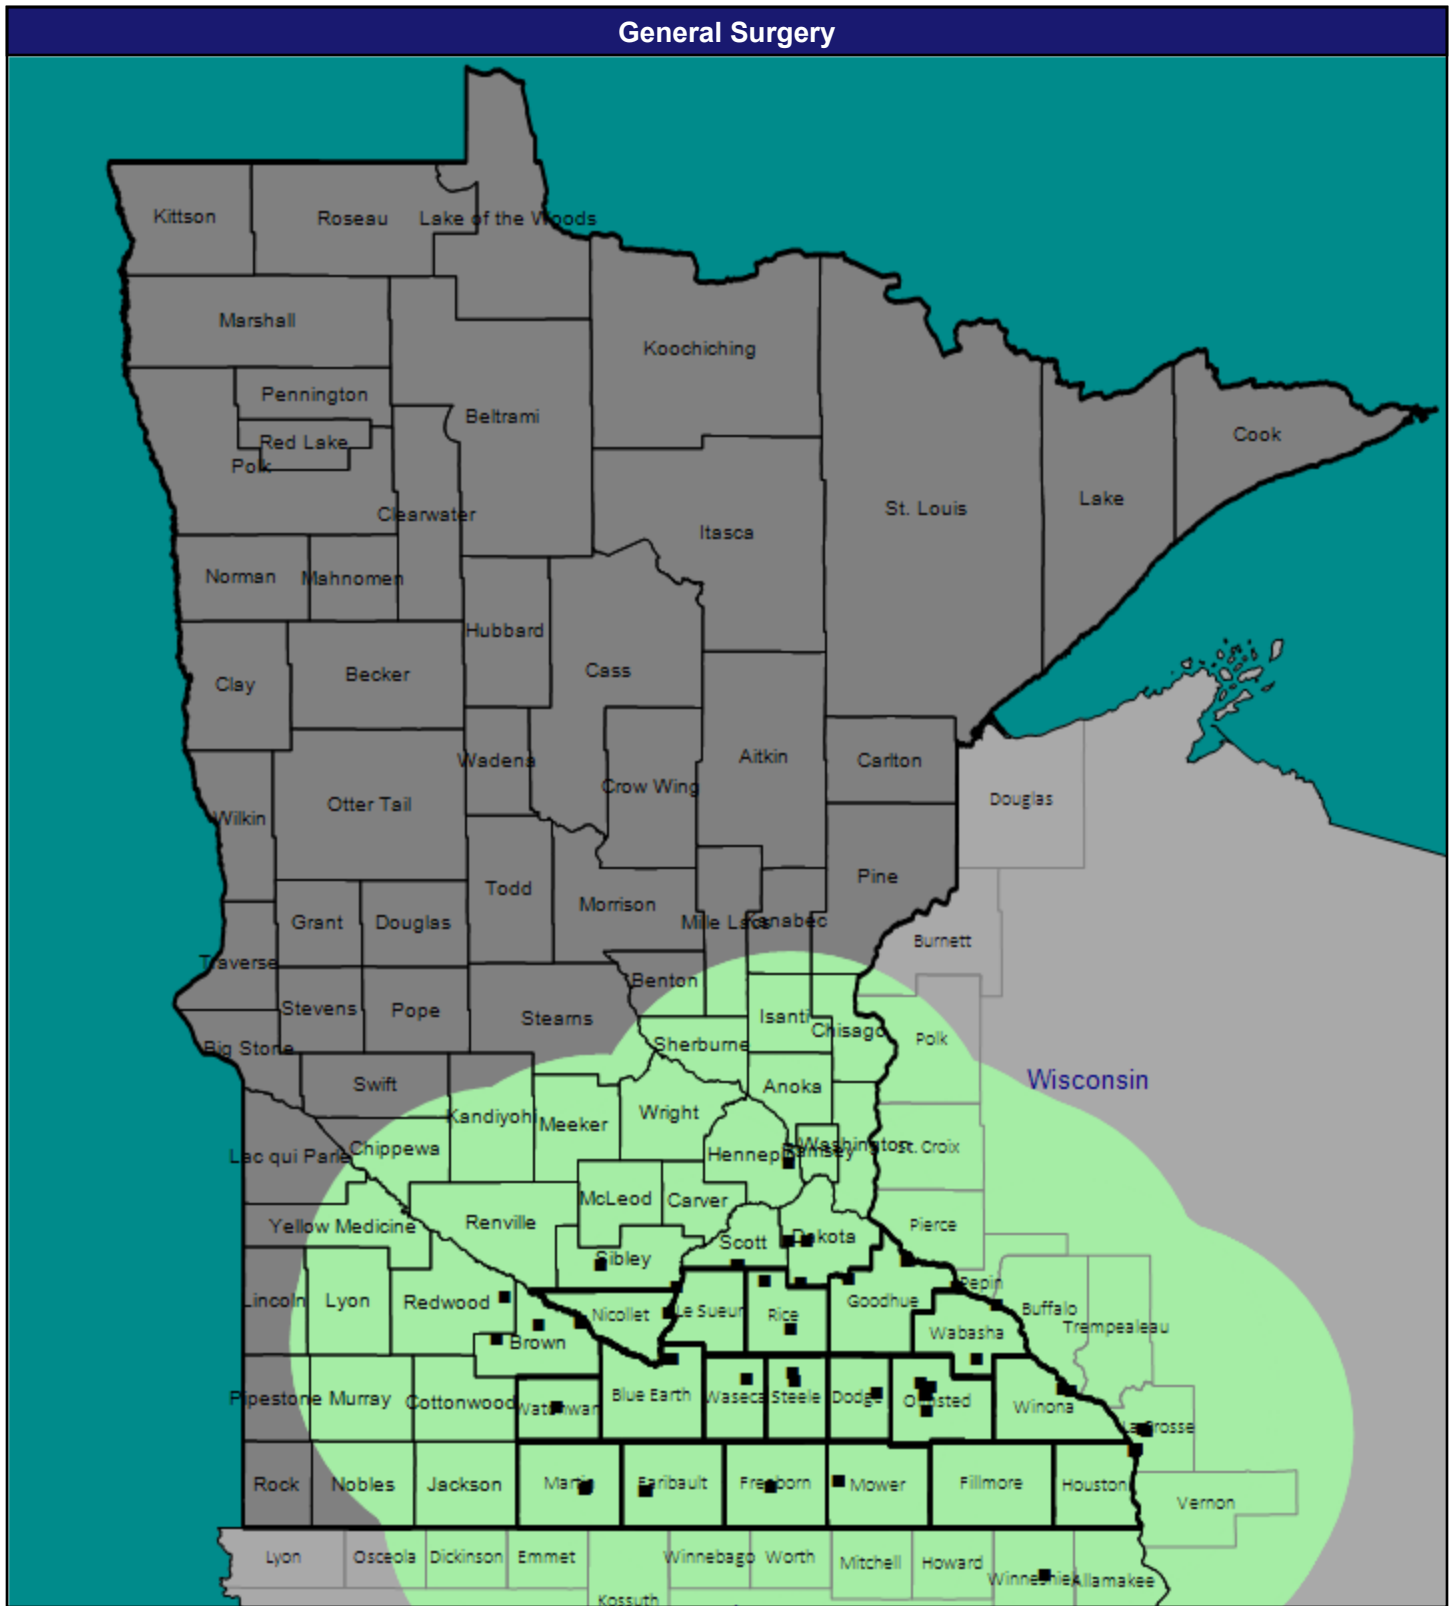 General Surgery
Kittson
Roseau
Lake of the Woods
Marshall
Koochiching
Pennington
Beltrami
Red Lake
Polk
Cook
Clearwater
St. Louis
Lake
Itasca
Norman
Mahnomen
Hubbard
Clay
Becker
Cass
Wadena
Aitkin
Carlton
Crow Wing
Otter Tail
Douglas
Wilkin
Todd
Pine
Morrison
Grant
Douglas
Mille Lacs
Kanabec
Burnett
Traverse
Benton
Stevens
Pope
Stearns
Isanti
Chisago
Polk
Big Stone
Sherburne
Swift
Anoka
Wisconsin
Kandiyohi
Meeker
Wright
Lac qui Parle
Chippewa
Hennepin
Ramsey
Washington
St. Croix
McLeod
Carver
Yellow Medicine
Renville
Pierce
Scott
Dakota
Sibley
Pepin
Lincoln
Lyon
Redwood
Nicollet
Le Sueur
Rice
Goodhue
Buffalo
Trempealeau
Brown
Wabasha
Pipestone
Murray
Cottonwood
Watonwan
Blue Earth
Waseca
Steele
Dodge
Olmsted
Winona
La Crosse
Rock
Nobles
Jackson
Martin
Faribault
Freeborn
Mower
Fillmore
Houston
Vernon
Lyon
Osceola
Dickinson
Emmet
Winnebago
Worth
Mitchell
Howard
Winneshiek
Allamakee
Kossuth